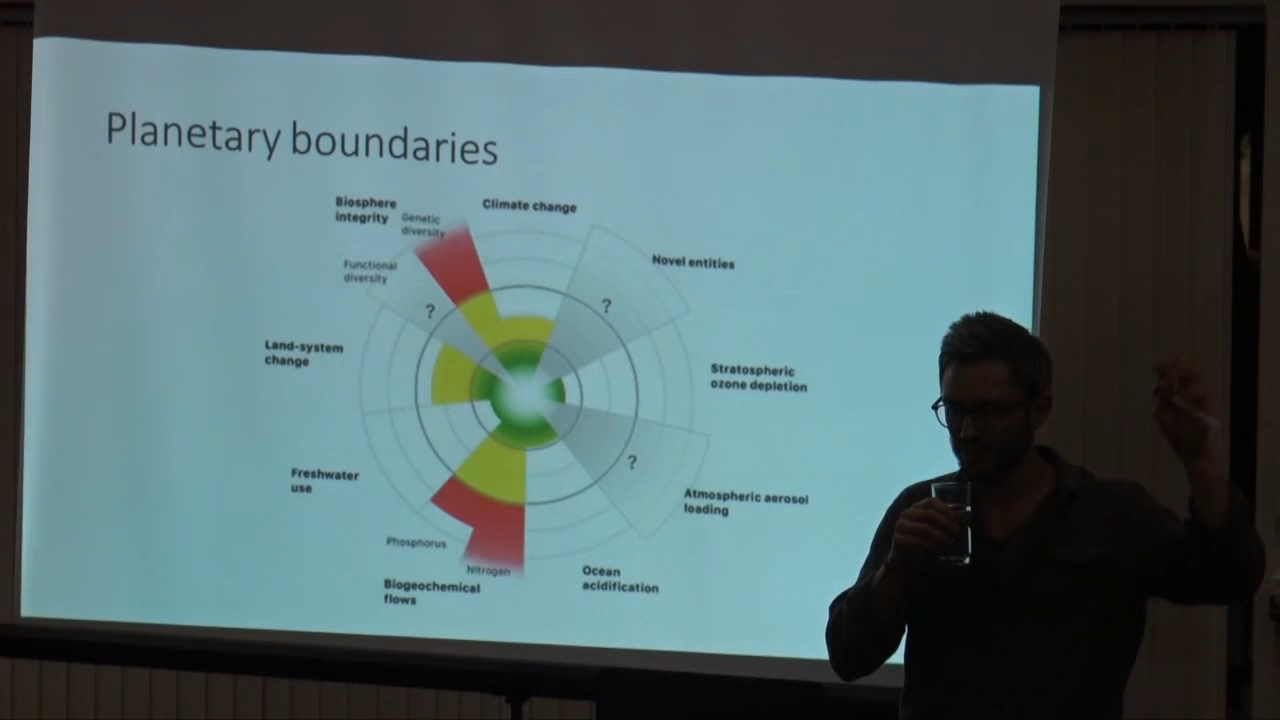 Planetary boundaries
Biosphere
integrity
Genetic
diversity
Climate change
Functional
diversity
?
?
Novel entities
Land-system
change
Stratospheric
ozone depletion
Freshwater
use
?
Atmospheric aerosol
loading
Phosphorus
Nitrogen
Biogeochemical
flows
Ocean
acidification